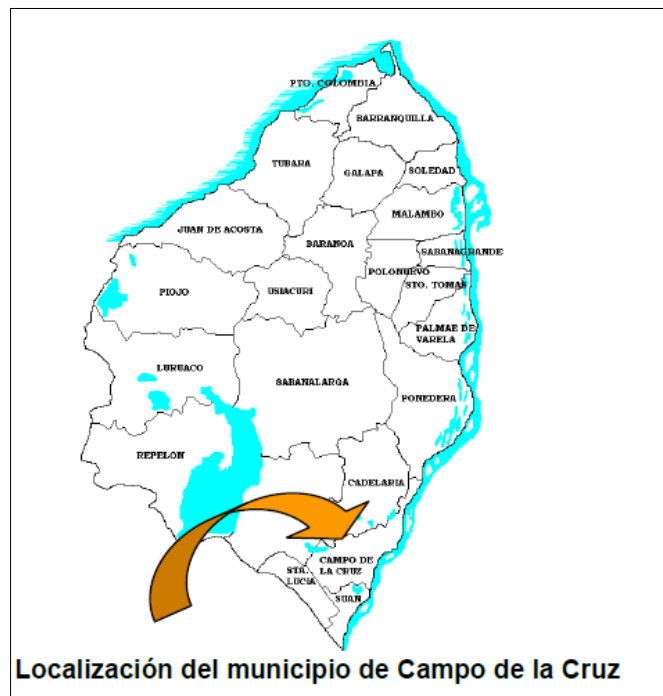 PTO. COLOMBIA
BARRANQUILLA
TUBARA
GALAPA
SOLEDAD
MALAMBO
JUAN DE ACOSTA
BARANOA
SABANAGRANDE
POLONUEVO
STO. TOMAS
PIOJO
USIACURI
PALMAE DE
VARELA
LURUACO
SABANALARGA
PONEDERA
REPELON
CADELARIA
CAMPO DE
LA CRUZ
STA.
LUCIA
SUAN
Localización del municipio de Campo de la Cruz